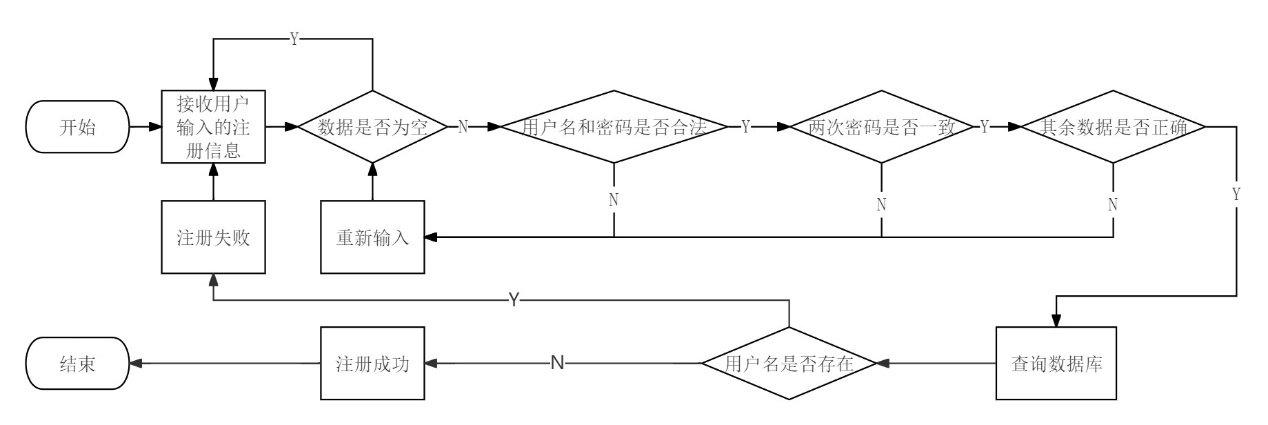 Y
开始
接收用户
输入的注
册信息
数据是否为空
N
用户名和密码是否合法
Y
两次密码是否一致
Y
其余数据是否正确
Y
N
N
N
注册失败
重新输入
Y
结束
注册成功
N
用户名是否存在
查询数据库